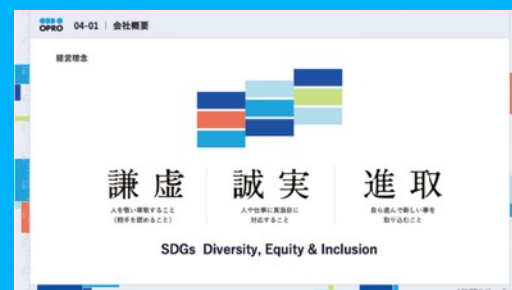 OPRO 04-01 | 会社概要
経営理念
謙虚 誠実 進取
人を敬い尊敬すること 人や仕事に真面目に 自ら進んで新しい事を
(相手を認めること) 対応すること 取り込むこと
SDGs Diversity, Equity & Inclusion